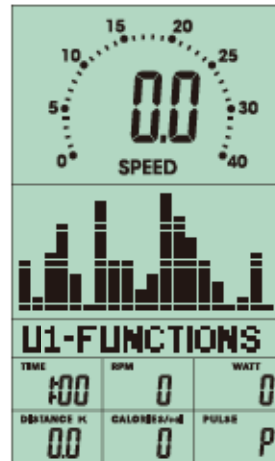 15 20
10 25
5 0.0 30
0 SPEED 40
U1-FUNCTIONS
TIME RPM WATT
1:00 0 0
DISTANCE K CALORIES/cal PULSE
0.0 0 P